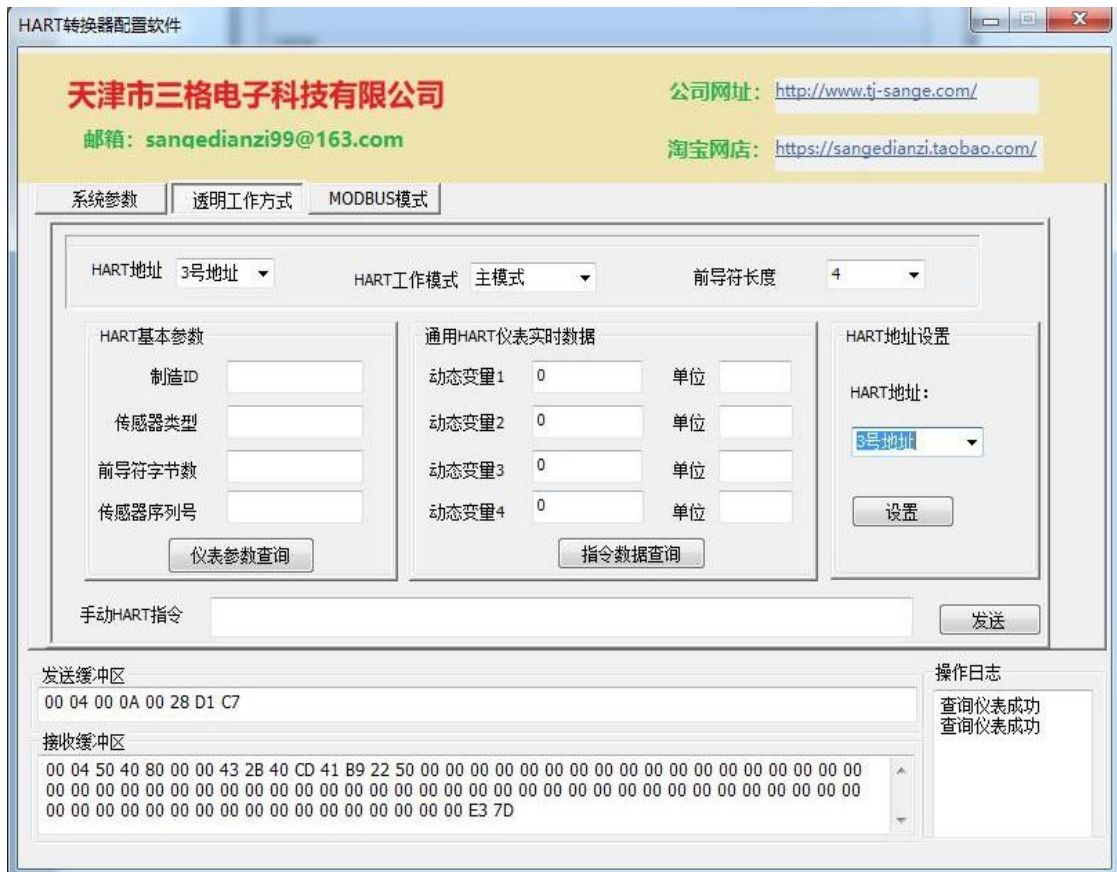 HART转换器配置软件
天津市三格电子科技有限公司
公司网址： http://www.tj-sange.com/
邮箱：sangedianzi99@163.com
淘宝网店： https://sangedianzi.taobao.com/
系统参数 透明工作方式 MODBUS模式
HART地址 3号地址 HART工作模式 主模式 前导符长度 4
HART基本参数 通用HART仪表实时数据 HART地址设置
制造ID 动态变量1 0 单位
HART地址：
传感器类型 动态变量2 0 单位
3号地址
前导符字节数 动态变量3 0 单位
传感器序列号 动态变量4 0 单位 设置
仪表参数查询 指令数据查询
手动HART指令 发送
发送缓冲区 操作日志
00 04 00 0A 00 28 D1 C7
查询仪表成功
查询仪表成功
接收缓冲区
00 04 50 40 80 00 00 43 2B 40 CD 41 B9 22 50 00 00 00 00 00 00 00 00 00 00 00 00 00 00 00 00 00
00 00 00 00 00 00 00 00 00 00 00 00 00 00 00 00 00 00 00 00 00 00 00 00 00 00 00 00 00 00 00 00
00 00 00 00 00 00 00 00 00 00 00 00 00 00 00 00 00 E3 7D